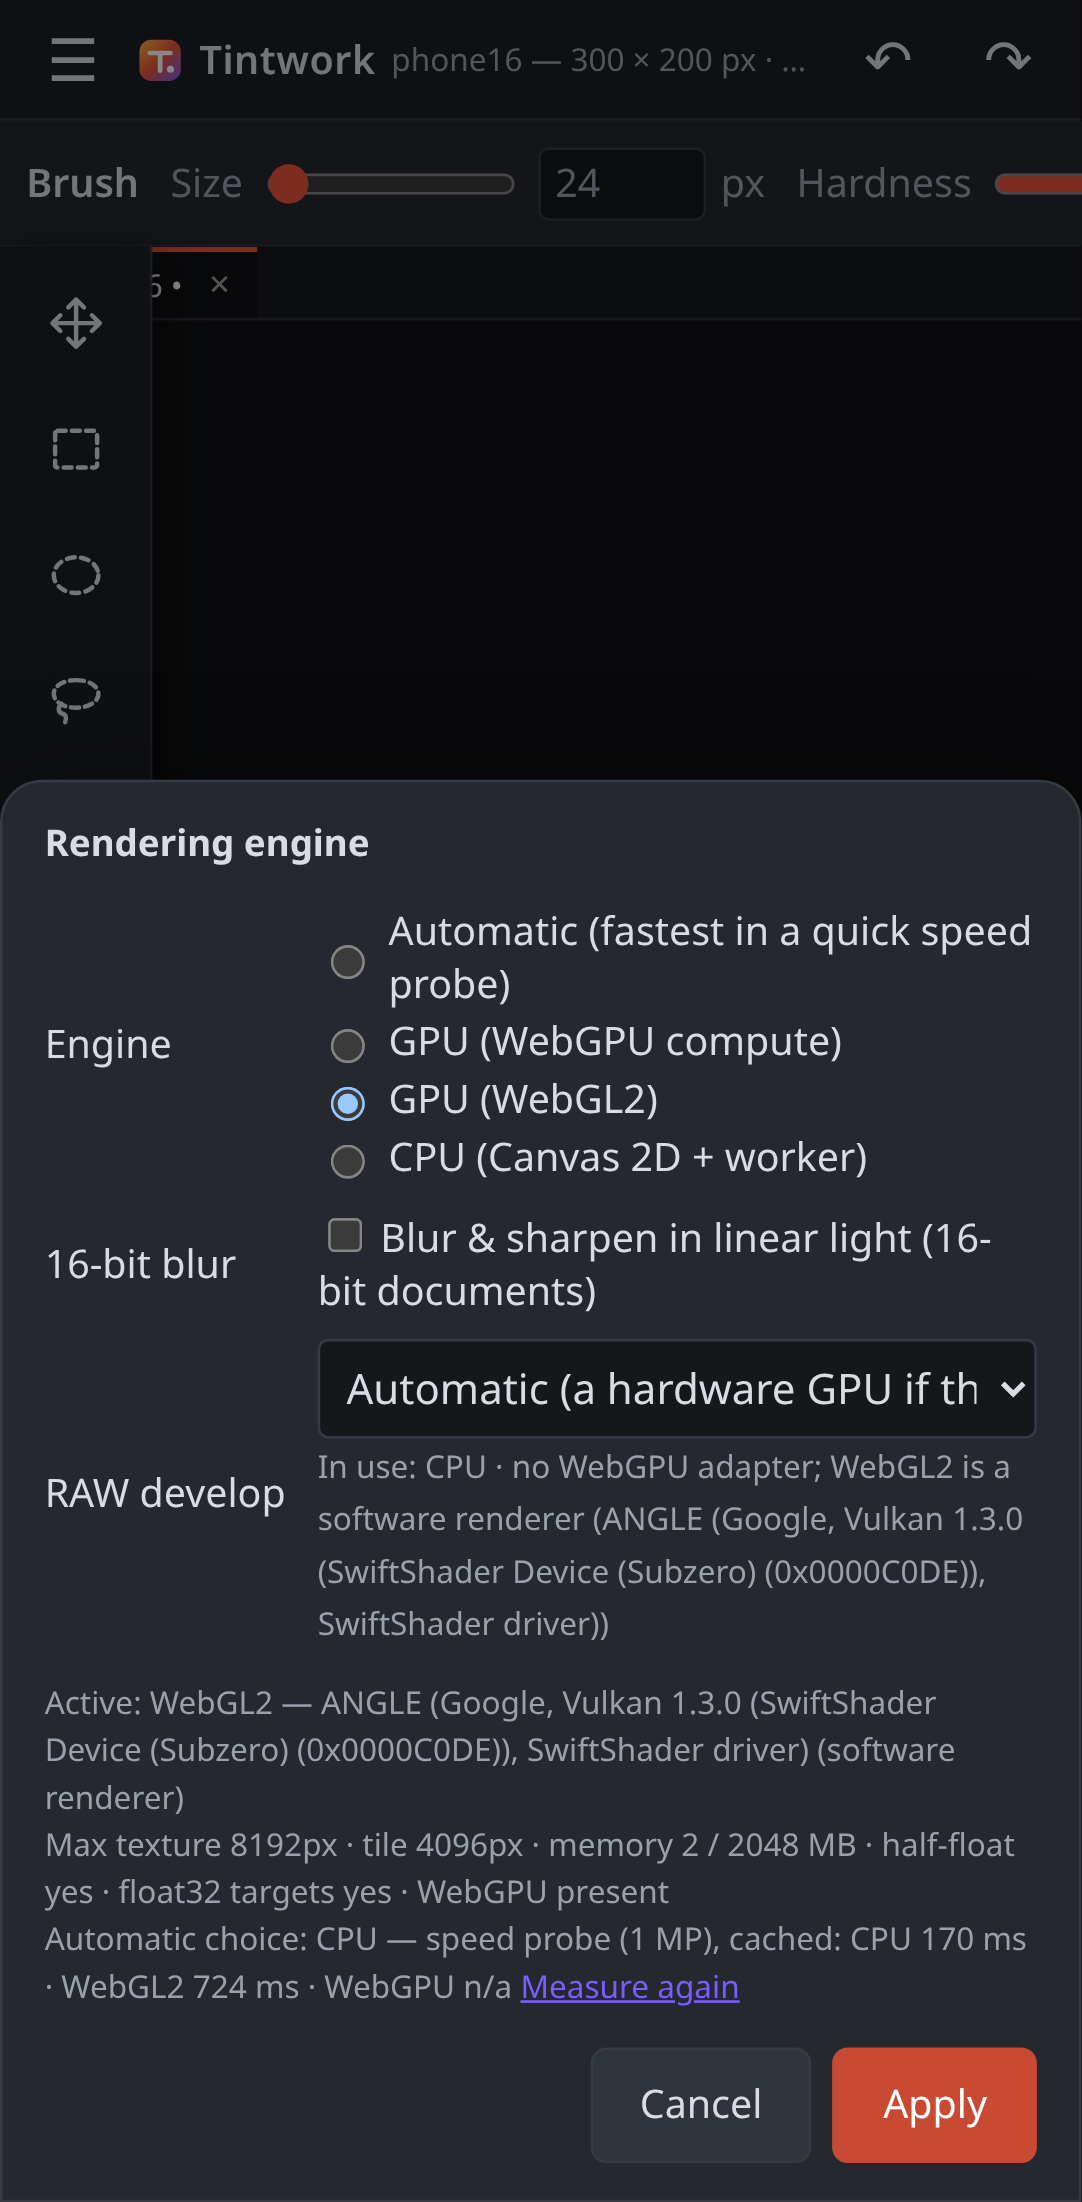 Tintwork phone16 — 300 × 200 px · ...
Brush Size 24 px Hardness
6 • ×
Rendering engine
Engine
Automatic (fastest in a quick speed
probe)
GPU (WebGPU compute)
GPU (WebGL2)
CPU (Canvas 2D + worker)
16-bit blur
Blur & sharpen in linear light (16-
bit documents)
RAW develop
Automatic (a hardware GPU if th
In use: CPU · no WebGPU adapter; WebGL2 is a
software renderer (ANGLE (Google, Vulkan 1.3.0
(SwiftShader Device (Subzero) (0x0000C0DE)),
SwiftShader driver))
Active: WebGL2 — ANGLE (Google, Vulkan 1.3.0 (SwiftShader
Device (Subzero) (0x0000C0DE)), SwiftShader driver) (software
renderer)
Max texture 8192px · tile 4096px · memory 2 / 2048 MB · half-float
yes · float32 targets yes · WebGPU present
Automatic choice: CPU — speed probe (1 MP), cached: CPU 170 ms
· WebGL2 724 ms · WebGPU n/a Measure again
Cancel Apply